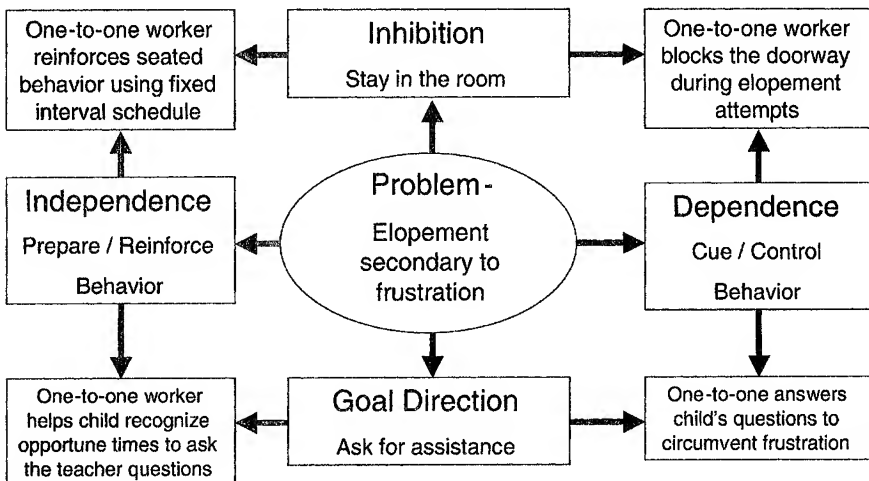 One-to-one worker
reinforces seated
behavior using fixed
interval schedule
Inhibition
Stay in the room
One-to-one worker
blocks the doorway
during elopement
attempts
Independence
Prepare / Reinforce
Behavior
Problem-
Elopement
secondary to
frustration
Dependence
Cue / Control
Behavior
One-to-one worker
helps child recognize
opportune times to ask
the teacher questions
Goal Direction
Ask for assistance
One-to-one answers
child's questions to
circumvent frustration